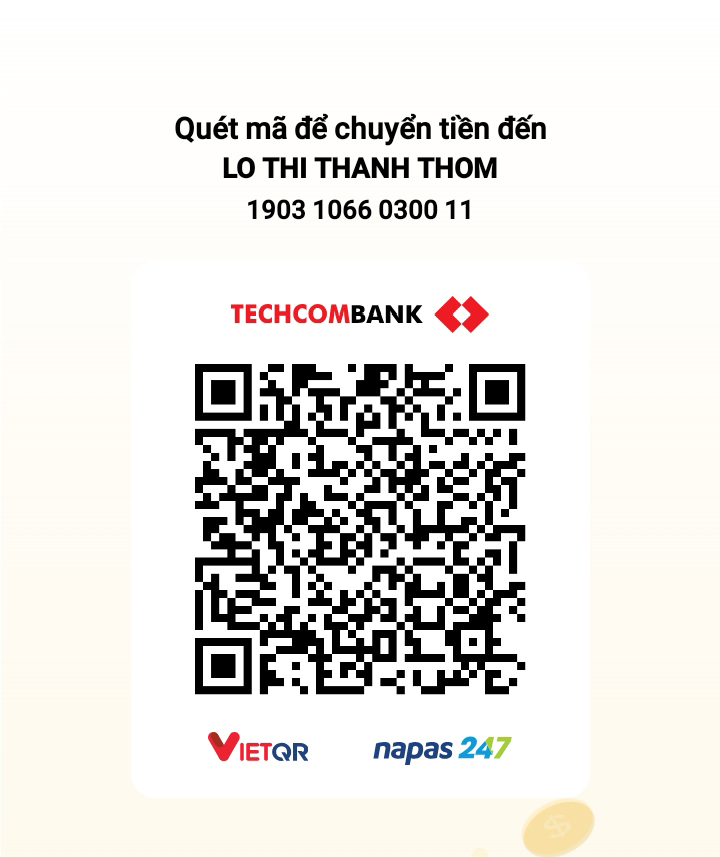 Quét mã để chuyển tiền đến
LO THI THANH THOM
1903 1066 0300 11
TECHCOMBANK
VIETQR
napas 247